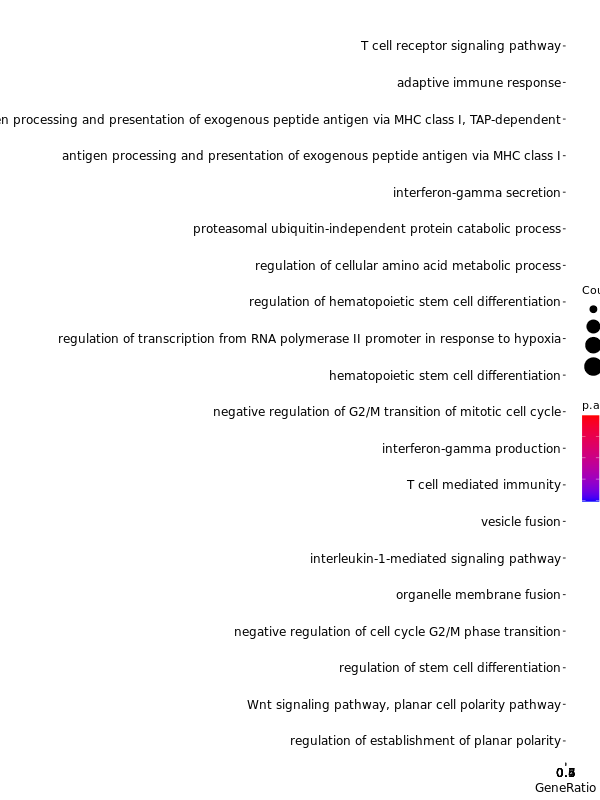 T cell receptor signaling pathway
adaptive immune response
processing and presentation of exogenous peptide antigen via MHC class I, TAP-dependent
antigen processing and presentation of exogenous peptide antigen via MHC class I
interferon-gamma secretion
proteasomal ubiquitin-independent protein catabolic process
regulation of cellular amino acid metabolic process
regulation of hematopoietic stem cell differentiation
regulation of transcription from RNA polymerase II promoter in response to hypoxia
hematopoietic stem cell differentiation
negative regulation of G2/M transition of mitotic cell cycle
interferon-gamma production
T cell mediated immunity
vesicle fusion
interleukin-1-mediated signaling pathway
organelle membrane fusion
negative regulation of cell cycle G2/M phase transition
regulation of stem cell differentiation
Wnt signaling pathway, planar cell polarity pathway
regulation of establishment of planar polarity
GeneRatio